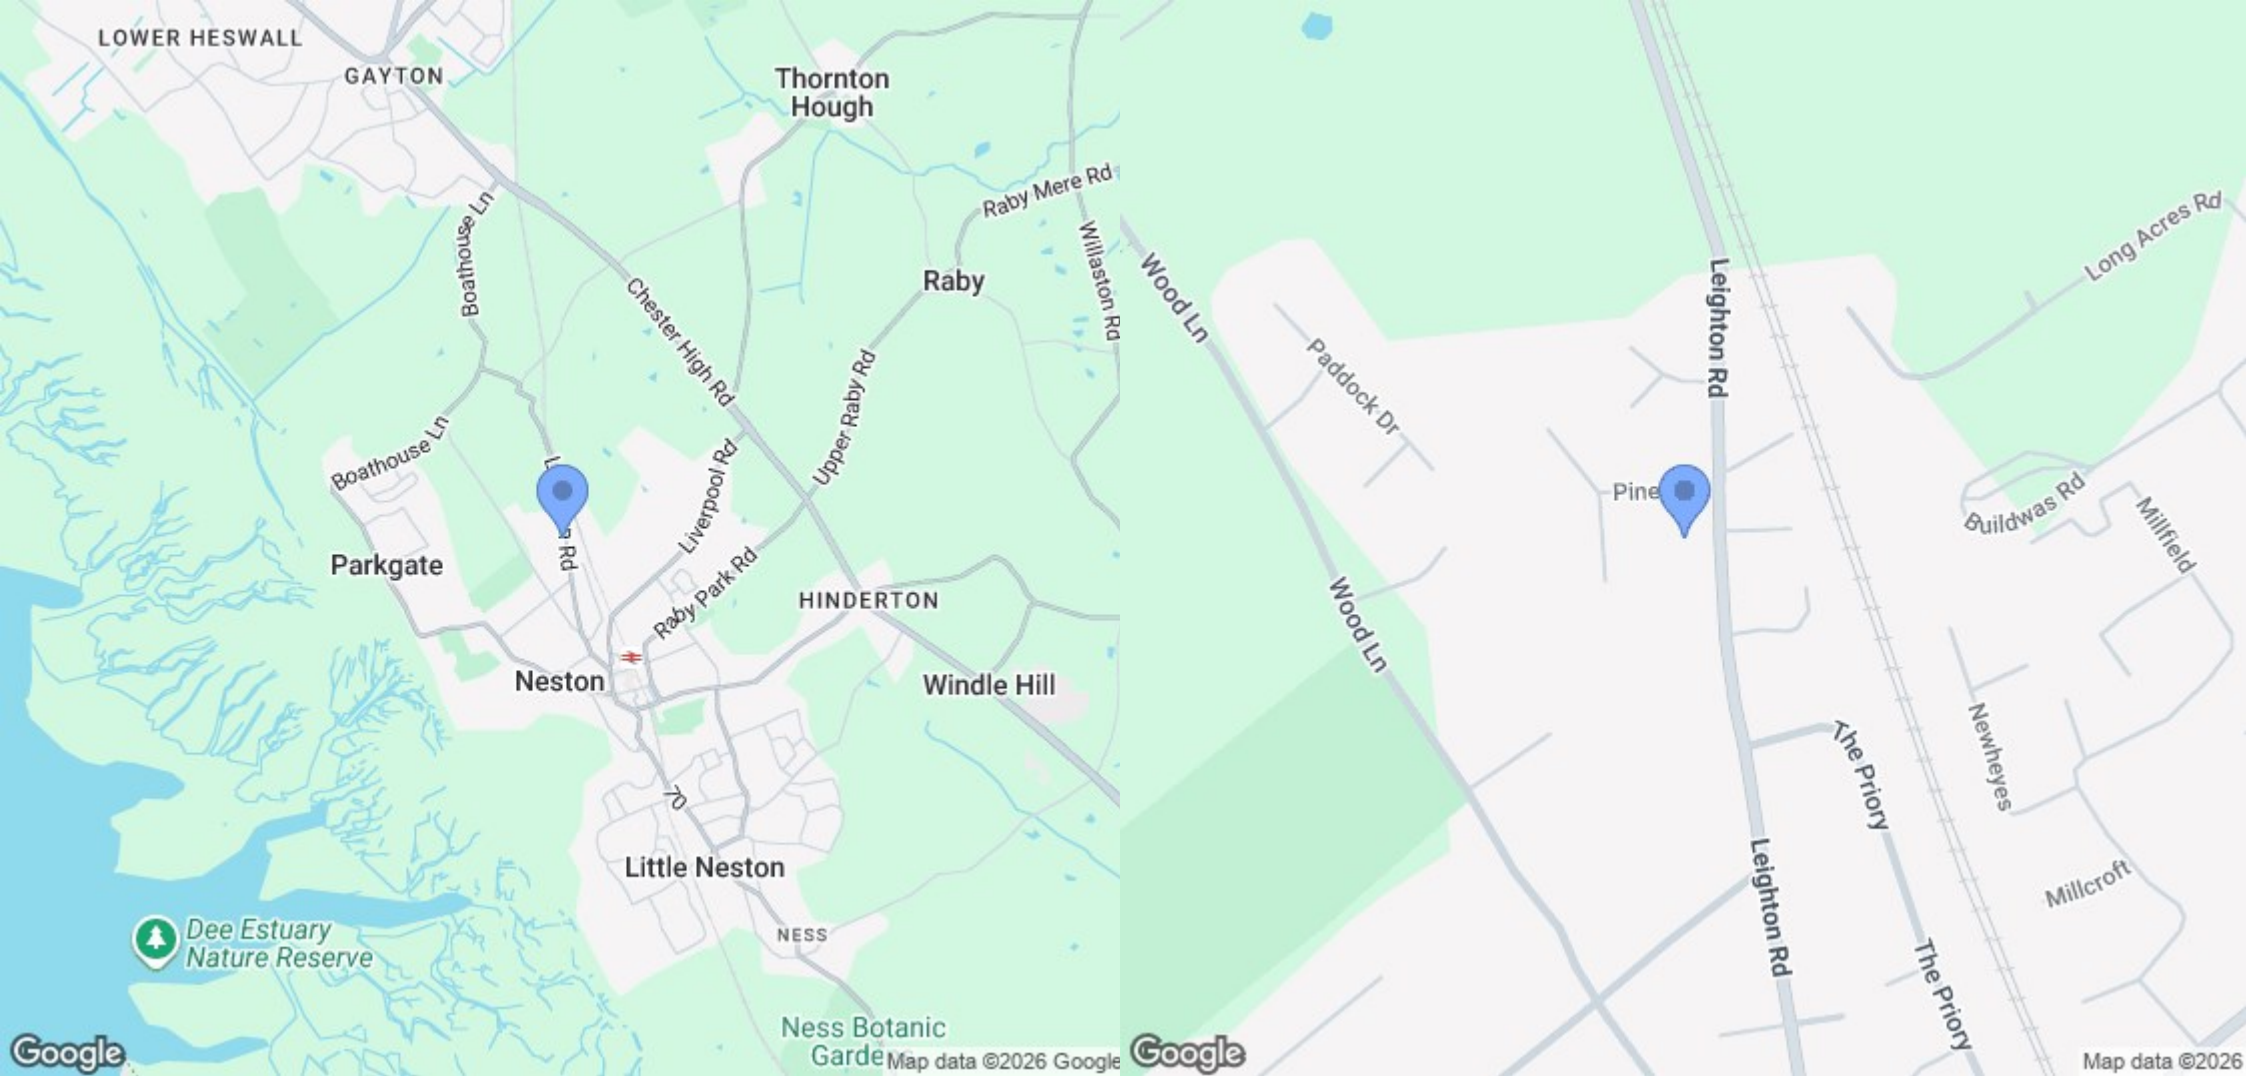 LOWER HESWALL
GAYTON
Thornton
Hough
Boathouse Ln
Raby Mere Rd
Willaston Rd
Raby
Chester High Rd
Upper Raby Rd
Boathouse Ln
Liverpool Rd
Rd
Parkgate
Raby Park Rd
HINDERTON
Neston
Windle Hill
70
Little Neston
NESS
Dee Estuary
Nature Reserve
Ness Botanic
Garde
Google
Map data ©2026 Google
Wood Ln
Leighton Rd
Long Acres Rd
Paddock Dr
Pine
Buildwas Rd
Millfield
Wood Ln
Newheyes
The Priory
Leighton Rd
Millcroft
The Priory
Google
Map data ©2026